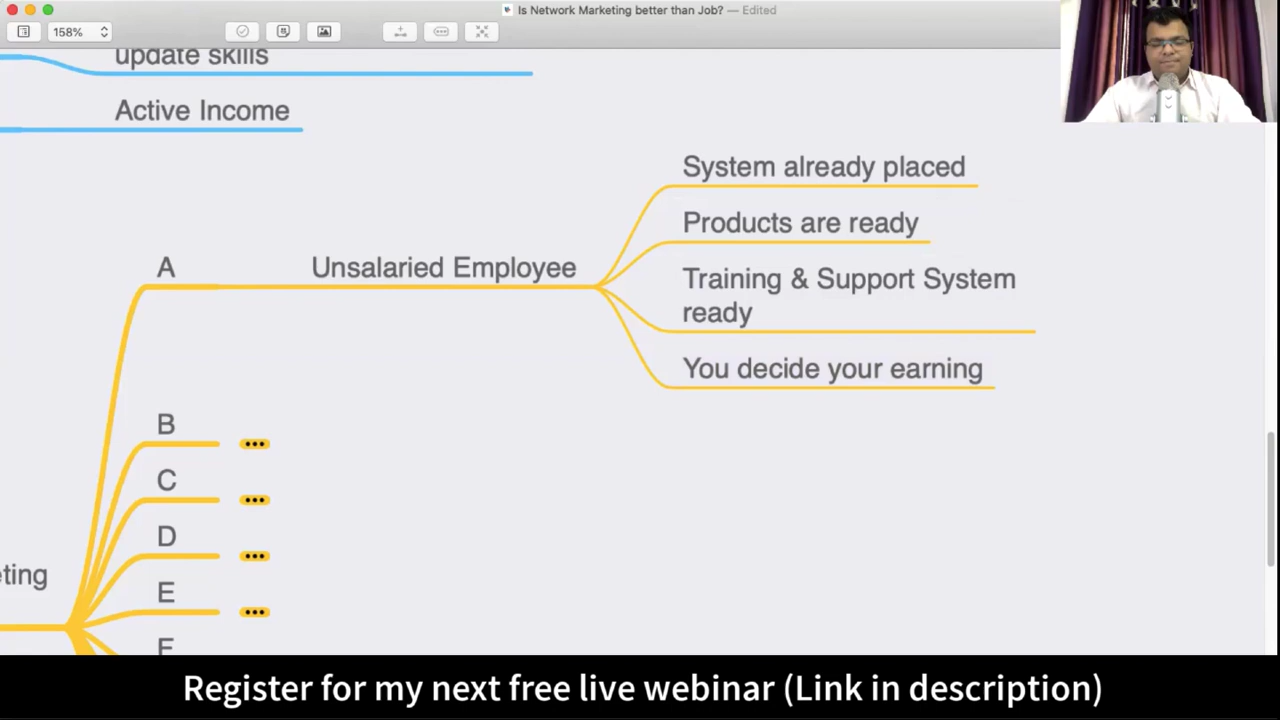 Is Network Marketing better than Job? — Edited
158%
update skills
Active Income
System already placed
Products are ready
A
Unsalaried Employee
Training & Support System
ready
You decide your earning
B
C
D
E
eting
Register for my next free live webinar (Link in description)